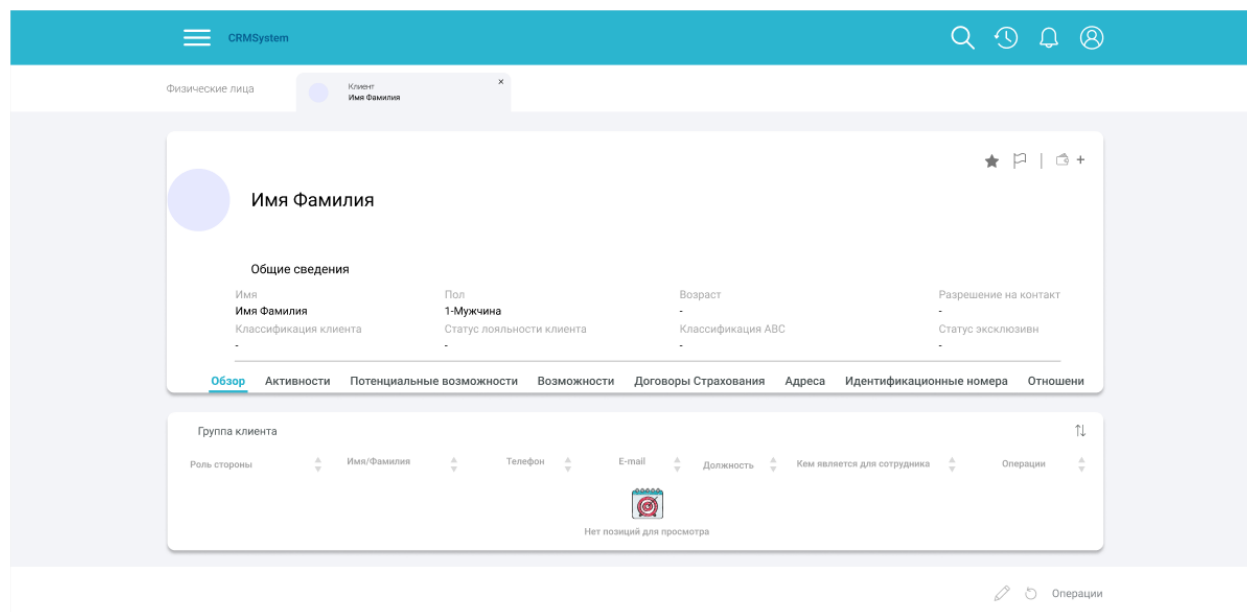 CRMSystem
Физические лица
Клиент
Имя Фамилия
×
Имя Фамилия
Общие сведения
Имя Пол Возраст Разрешение на контакт
Имя Фамилия 1-Мужчина - -
Классификация клиента Статус лояльности клиента Классификация ABC Статус эксклюзивн
- - - -
Обзор Активности Потенциальные возможности Возможности Договоры Страхования Адреса Идентификационные номера Отношени
Группа клиента
Роль стороны Имя/Фамилия Телефон E-mail Должность Кем является для сотрудника Операции
Нет позиций для просмотра
Операции